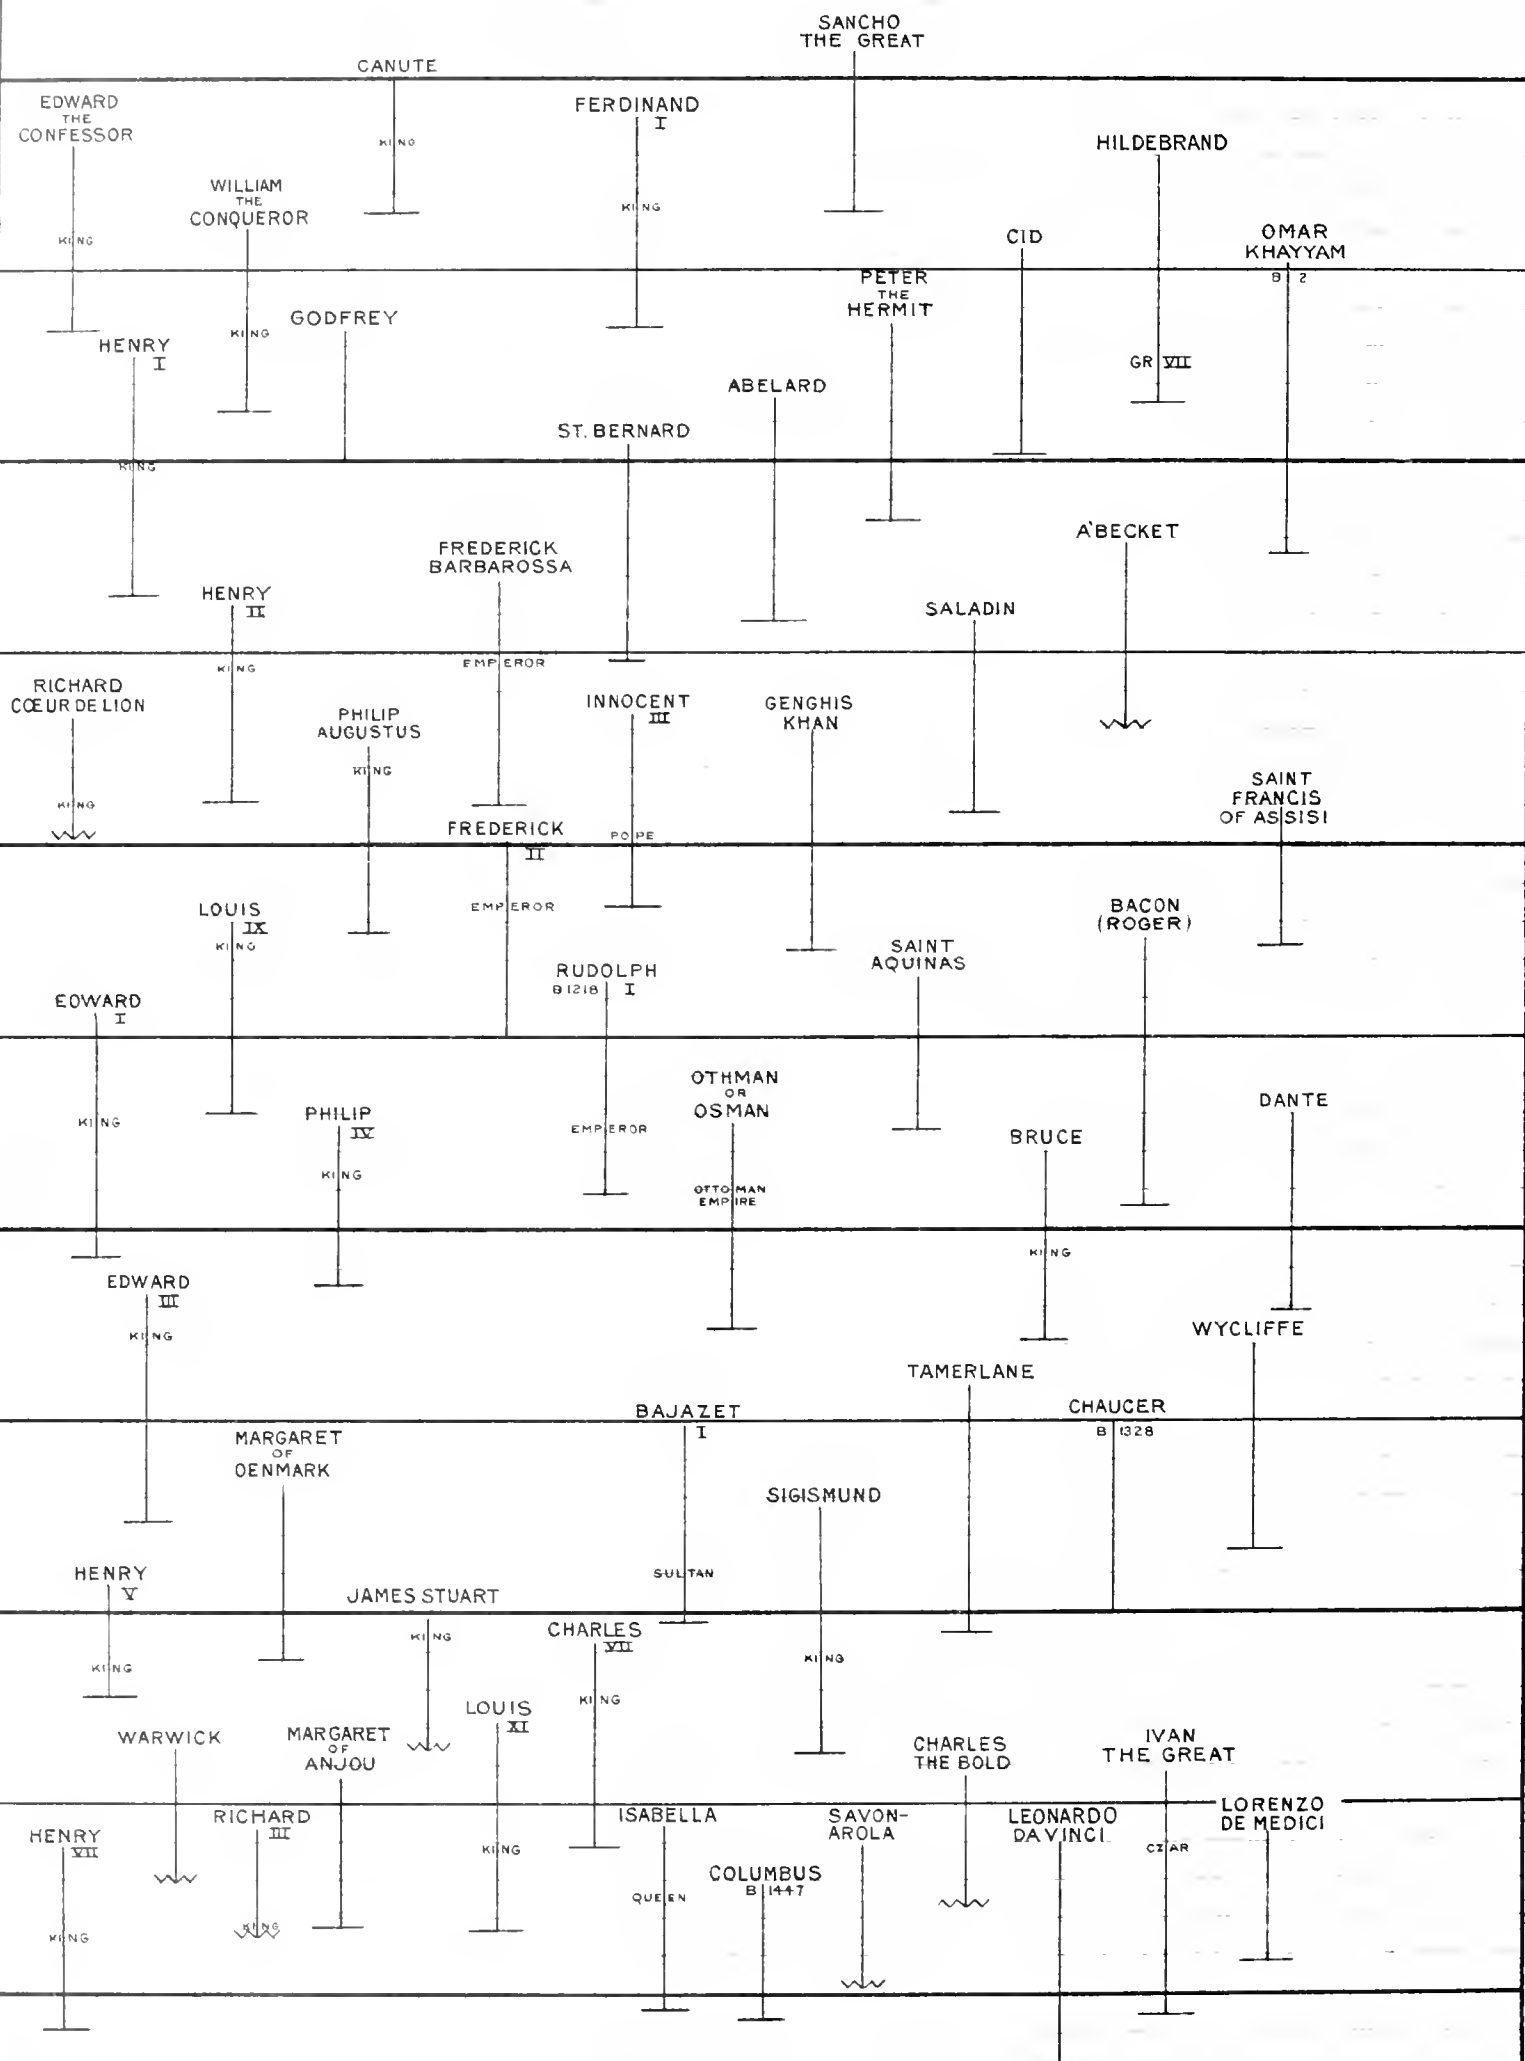 SANCHO
THE GREAT
CANUTE
KING
EDWARD
THE
CONFESSOR
KING
FERDINAND
I
KING
HILDEBRAND
GR VII
WILLIAM
THE
CONQUEROR
KING
CID
OMAR
KHAYYAM
B 2
PETER
THE
HERMIT
GODFREY
HENRY
I
KING
ABELARD
ST. BERNARD
A'BECKET
FREDERICK
BARBAROSSA
EMPEROR
HENRY
II
KING
SALADIN
RICHARD
CŒUR DE LION
KING
PHILIP
AUGUSTUS
KING
INNOCENT
III
POPE
GENGHIS
KHAN
SAINT
FRANCIS
OF ASSISI
FREDERICK
II
EMPEROR
LOUIS
IX
KING
BACON
(ROGER)
SAINT
AQUINAS
RUDOLPH
B 1218 I
EMPEROR
EDWARD
I
KING
OTHMAN
OR
OSMAN
OTTOMAN
EMPIRE
DANTE
PHILIP
IV
KING
BRUCE
KING
EDWARD
III
KING
WYCLIFFE
TAMERLANE
BAJAZET
I
SULTAN
CHAUCER
B 1328
MARGARET
OF
DENMARK
SIGISMUND
KING
HENRY
V
KING
JAMES STUART
KING
CHARLES
VII
KING
LOUIS
XI
KING
WARWICK
MARGARET
OF
ANJOU
CHARLES
THE BOLD
IVAN
THE GREAT
CZAR
LORENZO
DE MEDICI
RICHARD
III
KING
ISABELLA
QUEEN
SAVON-
AROLA
LEONARDO
DA VINCI
HENRY
VII
KING
COLUMBUS
B 1447